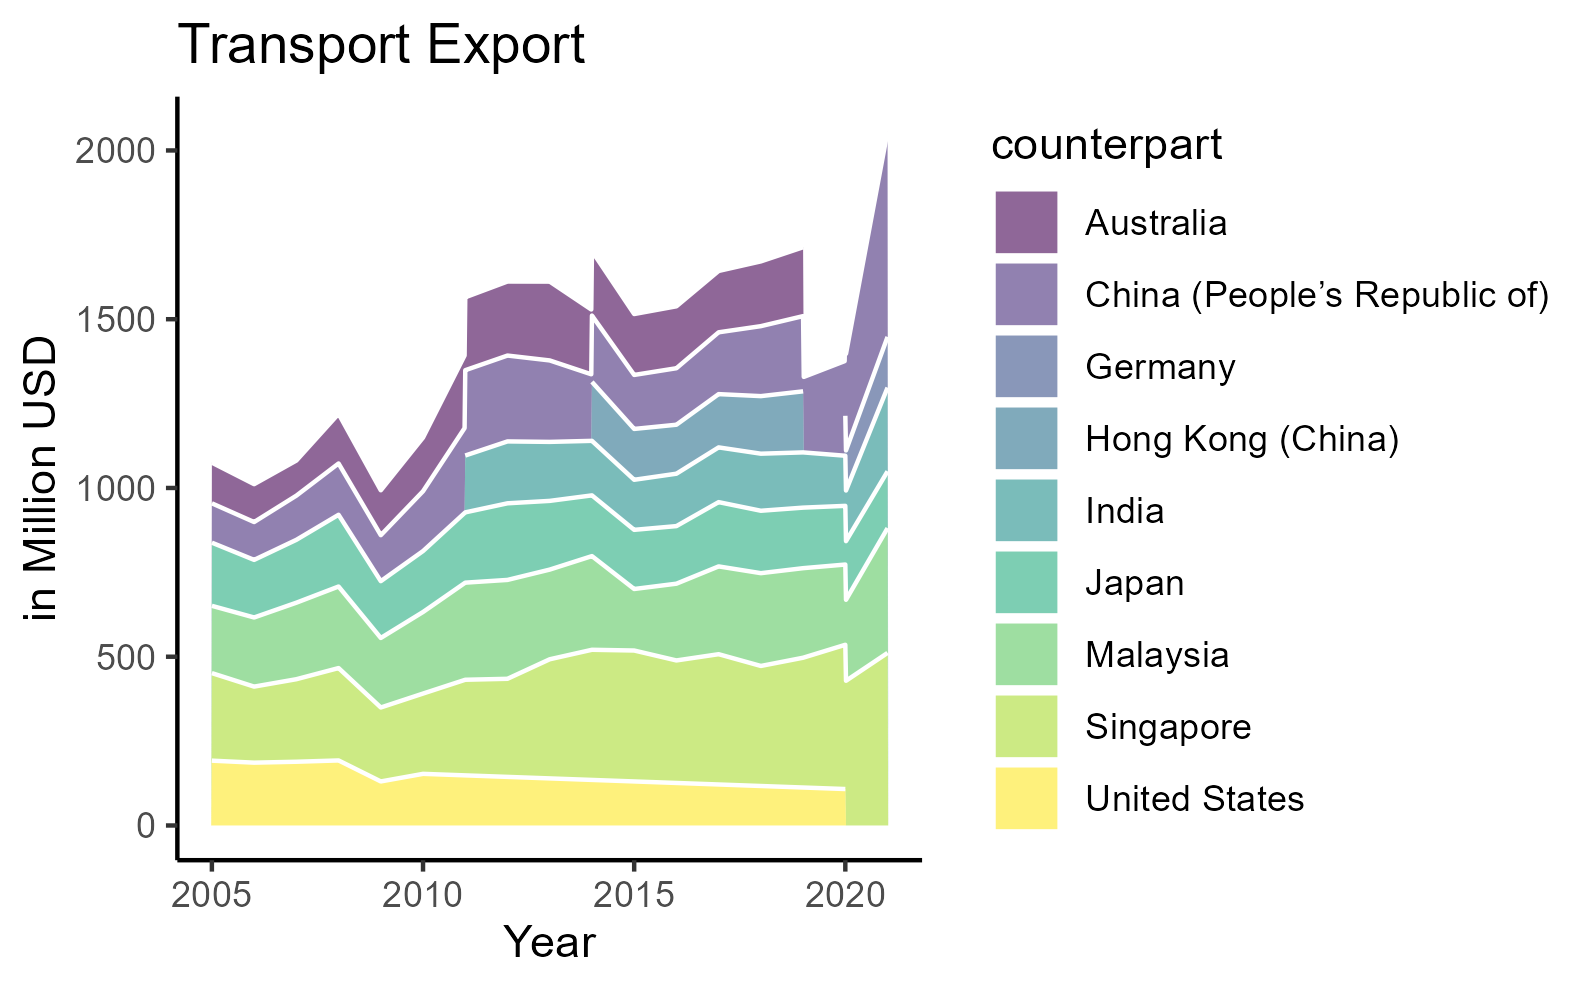 Transport Export
in Million USD
2000
1500
1000
500
0
2005 2010 2015 2020
Year
counterpart
Australia
China (People’s Republic of)
Germany
Hong Kong (China)
India
Japan
Malaysia
Singapore
United States